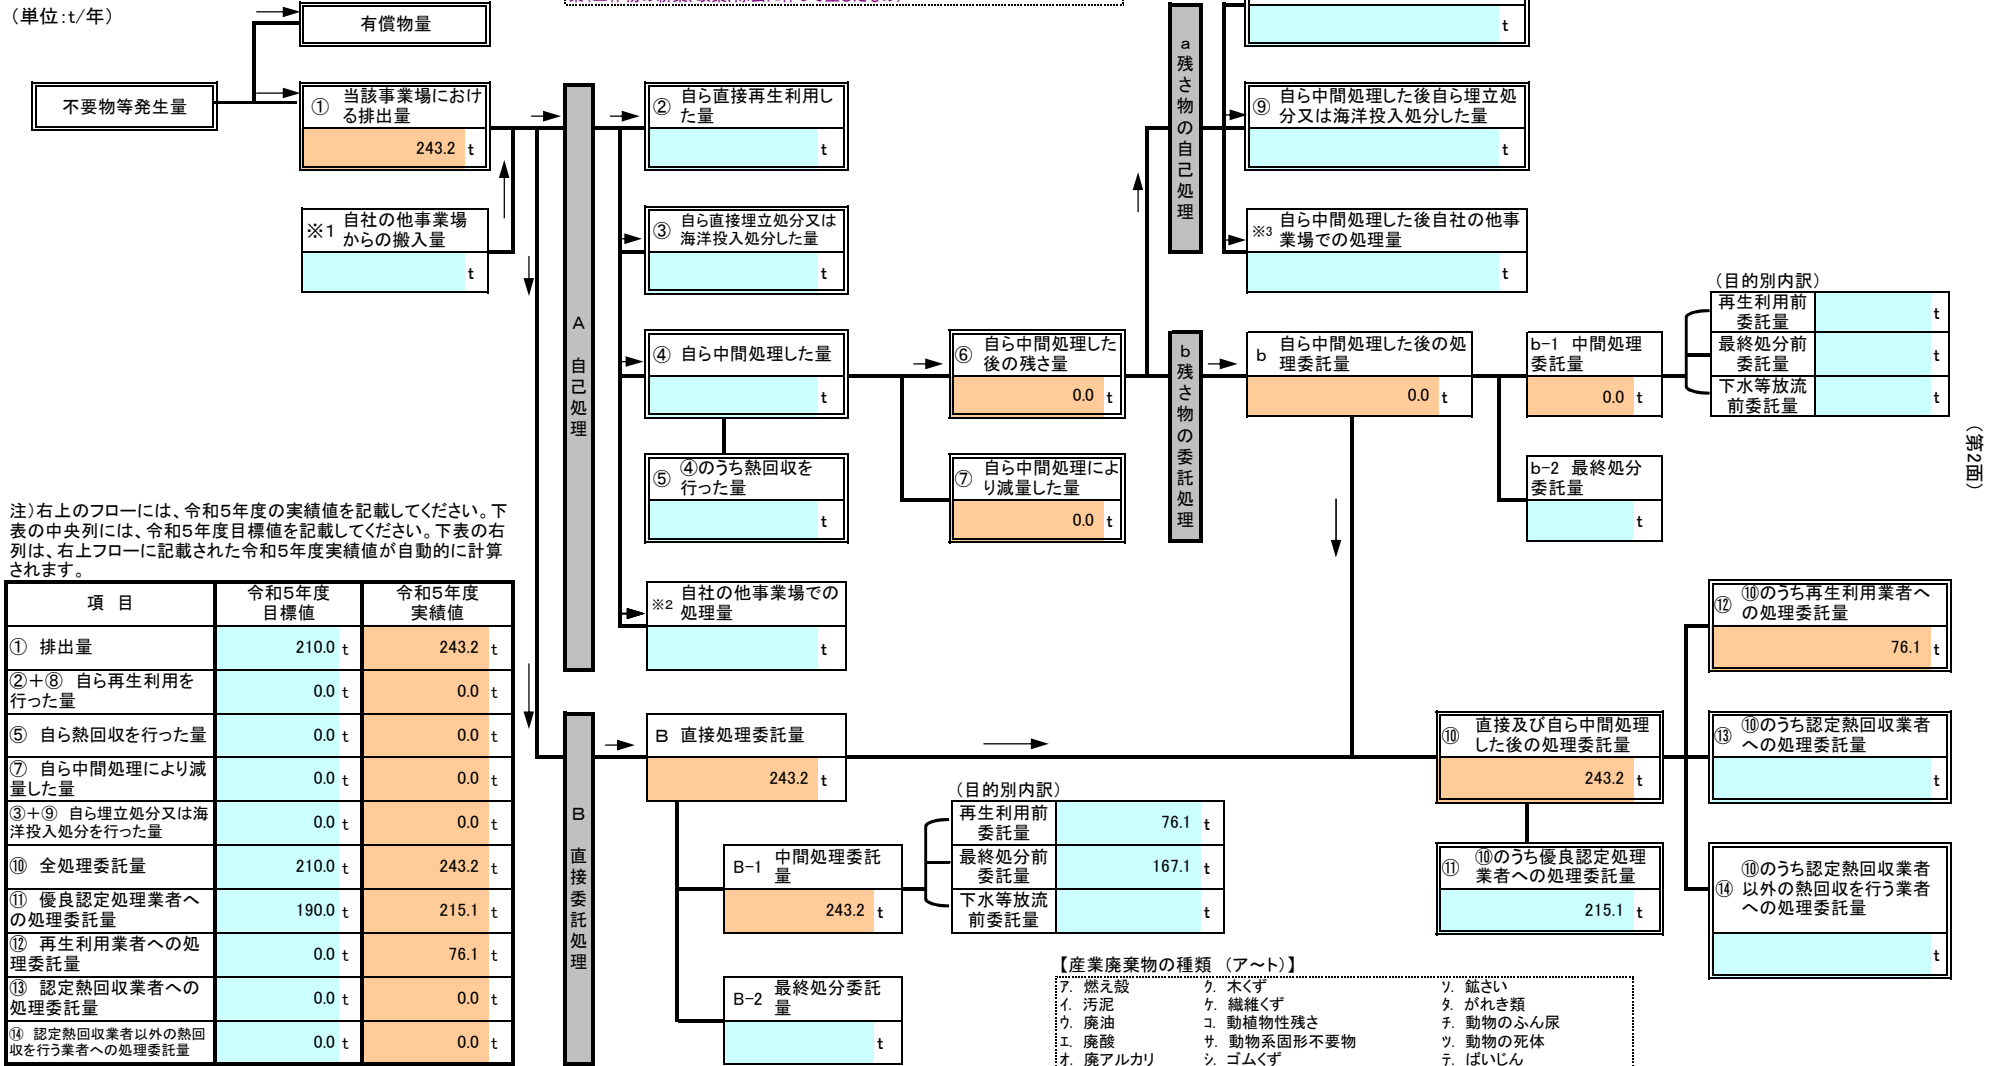 （単位：t/年）
有償物量
不要物等発生量
① 当該事業場におけ
る排出量
243.2 t
※1 自社の他事業場
からの搬入量
t
A 自己処理
② 自ら直接再生利用し
た量
t
③ 自ら直接埋立処分又は
海洋投入処分した量
t
④ 自ら中間処理した量
t
⑤ ④のうち熱回収を
行った量
t
※2 自社の他事業場での
処理量
t
⑥ 自ら中間処理した
後の残さ量
0.0 t
⑦ 自ら中間処理によ
り減量した量
0.0 t
a 残さ物の自己処理
t
⑨ 自ら中間処理した後自ら埋立処
分又は海洋投入処分した量
t
※3 自ら中間処理した後自社の他事
業場での処理量
t
b 残さ物の委託処理
b 自ら中間処理した後の処
理委託量
0.0 t
b-1 中間処理
委託量
0.0 t
b-2 最終処分
委託量
t
（目的別内訳）
再生利用前
委託量
t
最終処分前
委託量
t
下水等放流
前委託量
t
（第2面）
注）右上のフローには、令和5年度の実績値を記載してください。下
表の中央列には、令和5年度目標値を記載してください。下表の右
列は、右上フローに記載された令和5年度実績値が自動的に計算
されます。
項 目
令和5年度
目標値
令和5年度
実績値
① 排出量 210.0 t 243.2 t
②＋⑧ 自ら再生利用を
行った量 0.0 t 0.0 t
⑤ 自ら熱回収を行った量 0.0 t 0.0 t
⑦ 自ら中間処理により減
量した量 0.0 t 0.0 t
③＋⑨ 自ら埋立処分又は海
洋投入処分を行った量 0.0 t 0.0 t
⑩ 全処理委託量 210.0 t 243.2 t
⑪ 優良認定処理業者へ
の処理委託量 190.0 t 215.1 t
⑫ 再生利用業者への処
理委託量 0.0 t 76.1 t
⑬ 認定熱回収業者への
処理委託量 0.0 t 0.0 t
⑭ 認定熱回収業者以外の熱回
収を行う業者への処理委託量 0.0 t 0.0 t
B 直接委託処理
B 直接処理委託量
243.2 t
B-1 中間処理委託
量
243.2 t
B-2 最終処分委託
量
t
（目的別内訳）
再生利用前
委託量
76.1 t
最終処分前
委託量
167.1 t
下水等放流
前委託量
t
⑩ 直接及び自ら中間処理
した後の処理委託量
243.2 t
⑪ ⑩のうち優良認定処理
業者への処理委託量
215.1 t
⑫ ⑩のうち再生利用業者へ
の処理委託量
76.1 t
⑬ ⑩のうち認定熱回収業者
への処理委託量
t
⑭ ⑩のうち認定熱回収業者
以外の熱回収を行う業者
への処理委託量
t
【産業廃棄物の種類 （ア～ト）】
ア. 燃え殻 ク. 木くず ソ. 鉱さい
イ. 汚泥 ケ. 繊維くず タ. がれき類
ウ. 廃油 コ. 動植物性残さ チ. 動物のふん尿
エ. 廃酸 サ. 動物系固形不要物 ツ. 動物の死体
オ. 廃アルカリ シ. ゴムくず テ. ばいじん